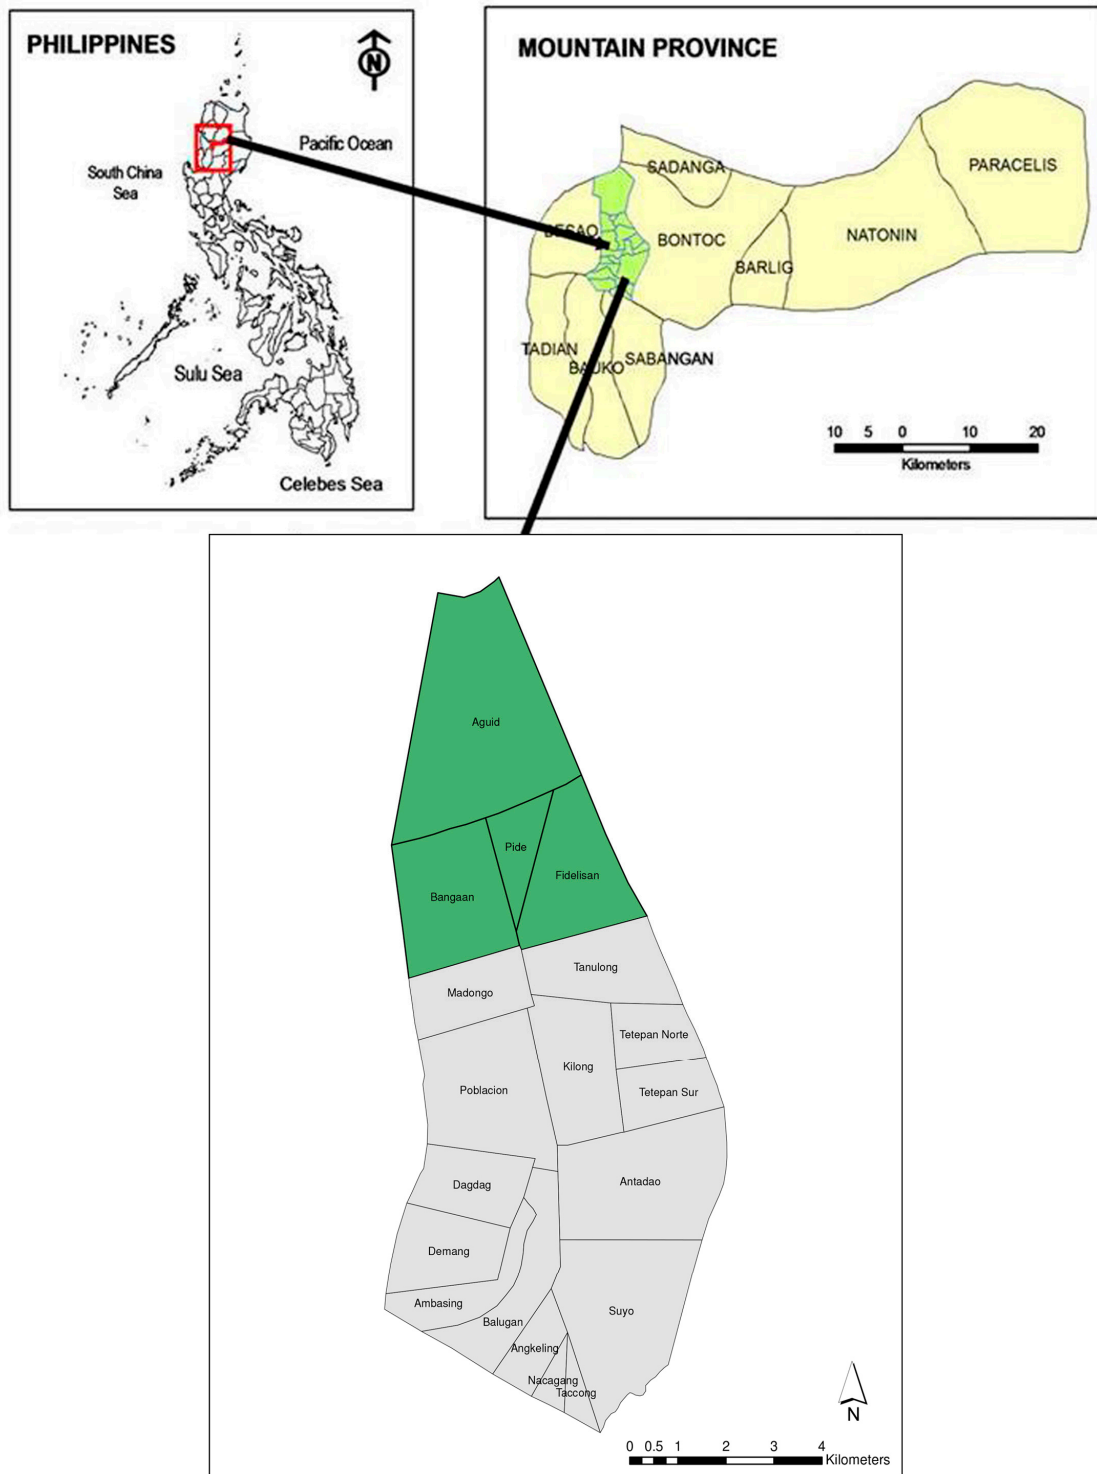 PHILIPPINES
N
Pacific Ocean
South China
Sea
Sulu Sea
Celebes Sea
MOUNTAIN PROVINCE
SADANGA
PARACELIS
BESAO
BONTOC
NATONIN
BARLIG
TADIAN
BAUKO
SABANGAN
10 5 0 10 20
Kilometers
Aguid
Pide
Fidelisan
Bangaan
Tanulong
Madongo
Tetepan Norte
Kilong
Poblacion
Tetepan Sur
Antadao
Dagdag
Demang
Ambasing
Suyo
Balugan
Angkeling
Nacagang
Taccong
N
0 0.5 1 2 3 4
Kilometers